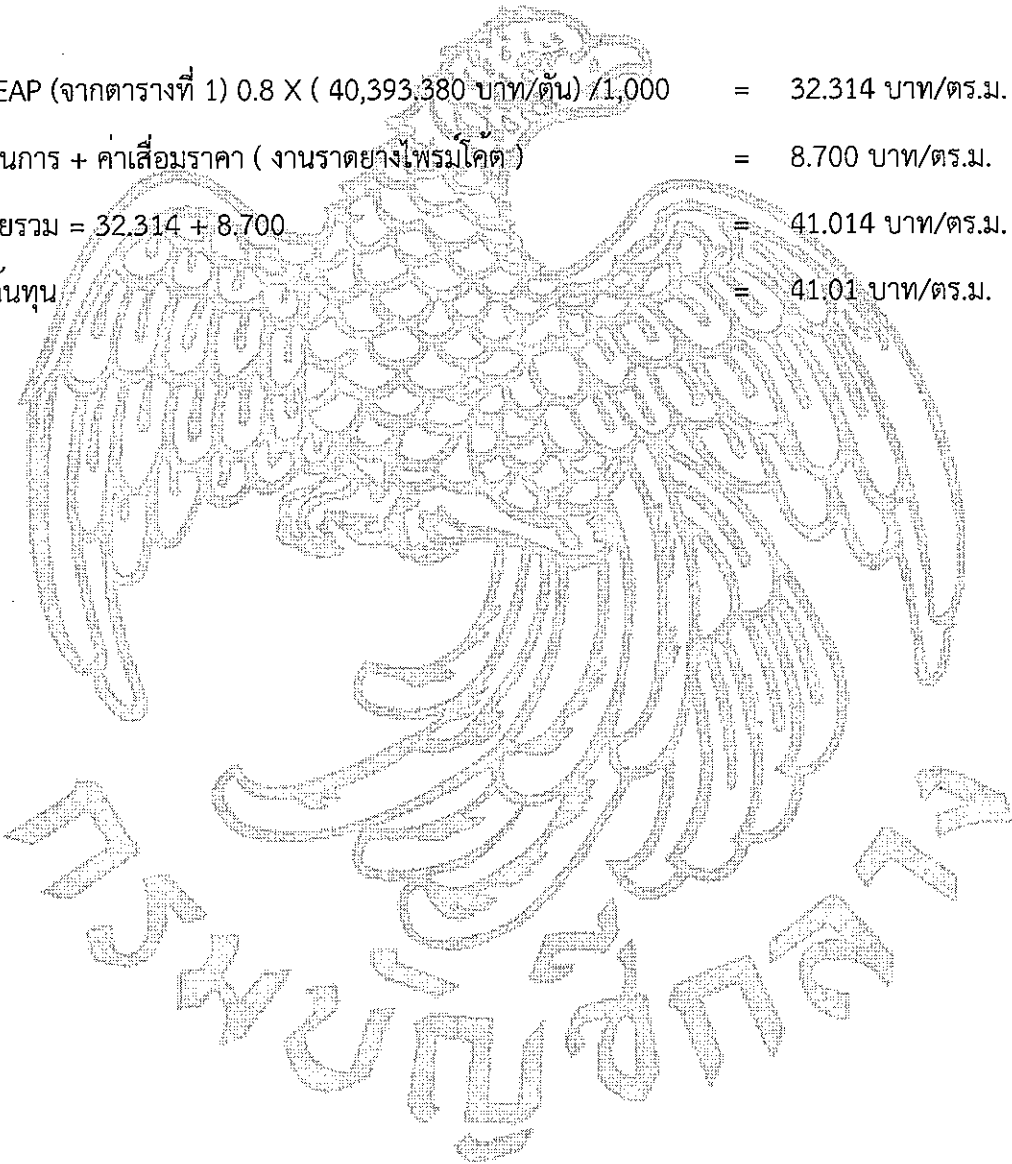 EAP (จากตารางที่ 1) 0.8 X ( 40,393.380 บาท/ตัน) /1,000 = 32.314 บาท/ตร.ม.
นการ + ค่าเสื่อมราคา ( งานราดยางไพรม์โค้ต ) = 8.700 บาท/ตร.ม.
ยรวม = 32.314 + 8.700 = 41.014 บาท/ตร.ม.
้นทุน = 41.01 บาท/ตร.ม.